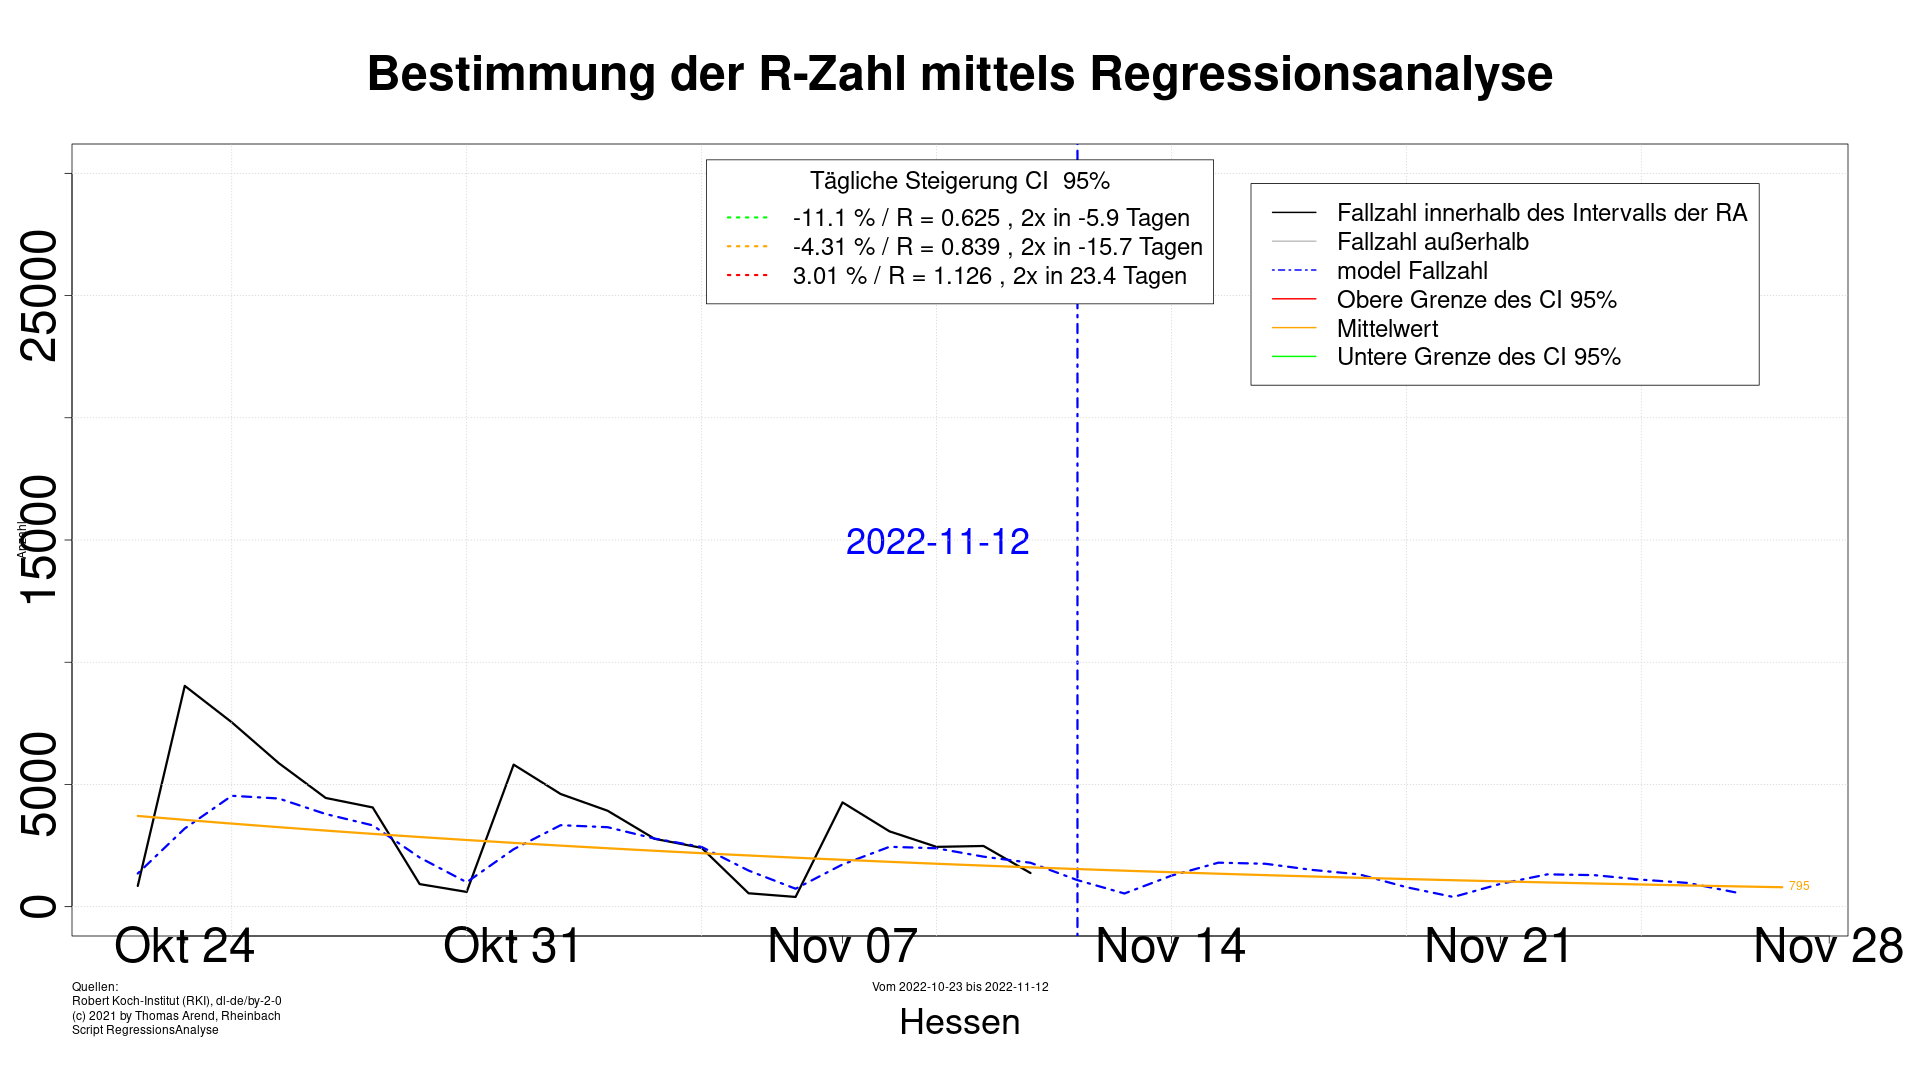 Bestimmung der R-Zahl mittels Regressionsanalyse
Tägliche Steigerung CI 95%
-11.1 % / R = 0.625 , 2x in -5.9 Tagen
-4.31 % / R = 0.839 , 2x in -15.7 Tagen
3.01 % / R = 1.126 , 2x in 23.4 Tagen
Fallzahl innerhalb des Intervalls der RA
Fallzahl außerhalb
model Fallzahl
Obere Grenze des CI 95%
Mittelwert
Untere Grenze des CI 95%
25000
15000
5000
0
Anzahl
2022-11-12
795
Okt 24
Okt 31
Nov 07
Nov 14
Nov 21
Nov 28
Quellen:
Robert Koch-Institut (RKI), dl-de/by-2-0
(c) 2021 by Thomas Arend, Rheinbach
Script RegressionsAnalyse
Vom 2022-10-23 bis 2022-11-12
Hessen